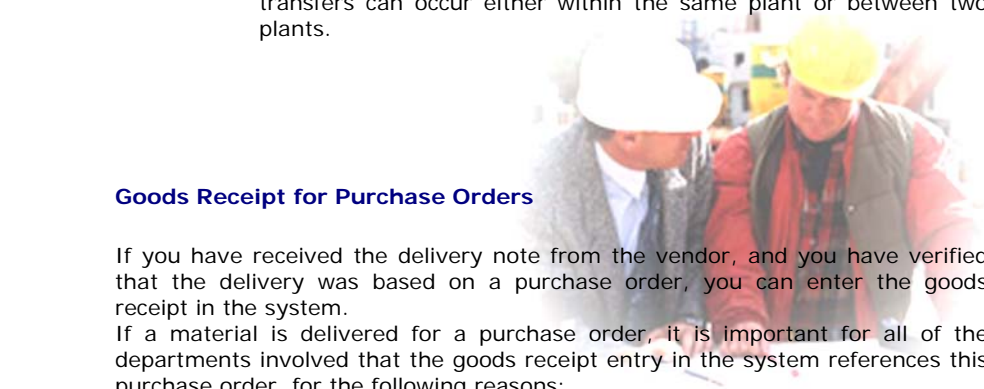 transfers can occur either within the same plant or between two
plants.
Goods Receipt for Purchase Orders
If you have received the delivery note from the vendor, and you have verified
that the delivery was based on a purchase order, you can enter the goods
receipt in the system.
If a material is delivered for a purchase order, it is important for all of the
departments involved that the goods receipt entry in the system references this
purchase order, for the following reasons: